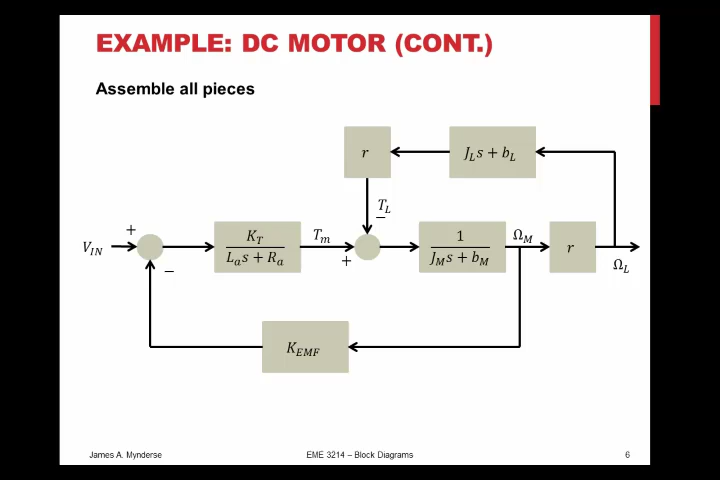 EXAMPLE: DC MOTOR (CONT.)
Assemble all pieces
r
J_L s + b_L
T_L
−
+
V_IN
−
K_T
L_a s + R_a
T_m
+
1
J_M s + b_M
Ω_M
r
Ω_L
K_EMF
James A. Mynderse
EME 3214 – Block Diagrams
6